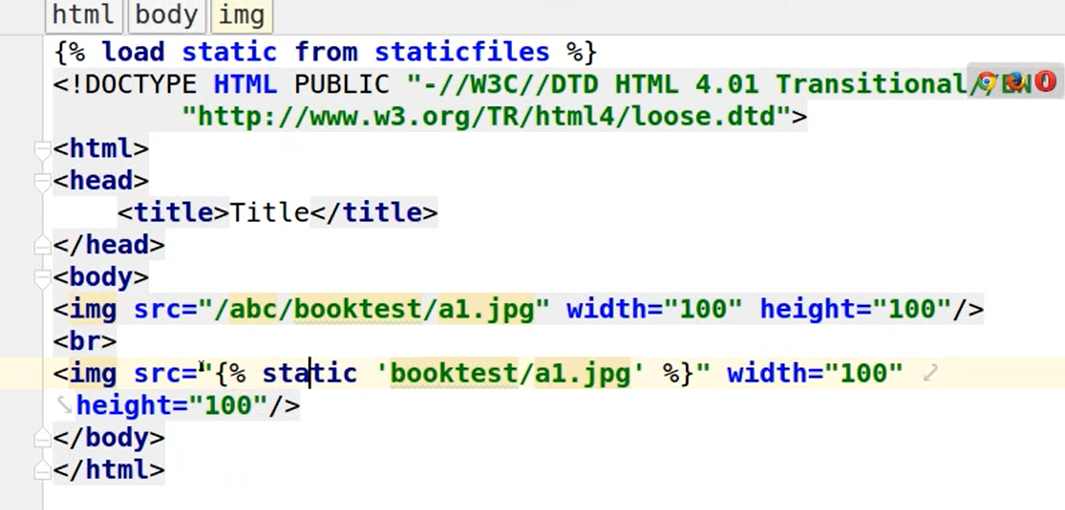 html body img
{% load static from staticfiles %}
<!DOCTYPE HTML PUBLIC "-//W3C//DTD HTML 4.01 Transitional//EN"
"http://www.w3.org/TR/html4/loose.dtd">
<html>
<head>
<title>Title</title>
</head>
<body>
<img src="/abc/booktest/a1.jpg" width="100" height="100"/>
<br>
<img src="{% static 'booktest/a1.jpg' %}" width="100"
height="100"/>
</body>
</html>